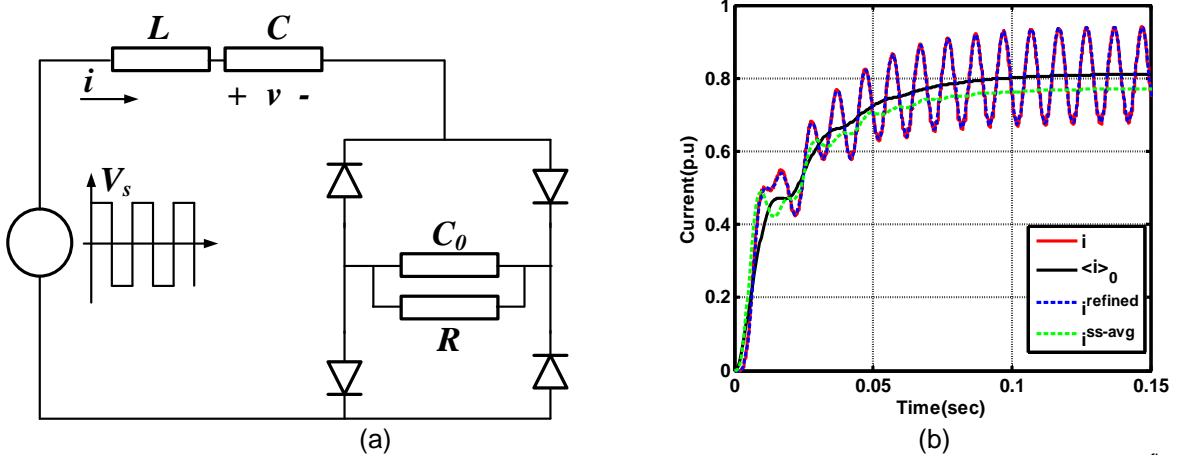 L C
i
+ v -
V_s
C_0
R
(a)
Current(p.u)
1
0.8
0.6
0.4
0.2
0
0 0.05 0.1 0.15
Time(sec)
i
<i>_0
i^refined
i^ss-avg
(b)